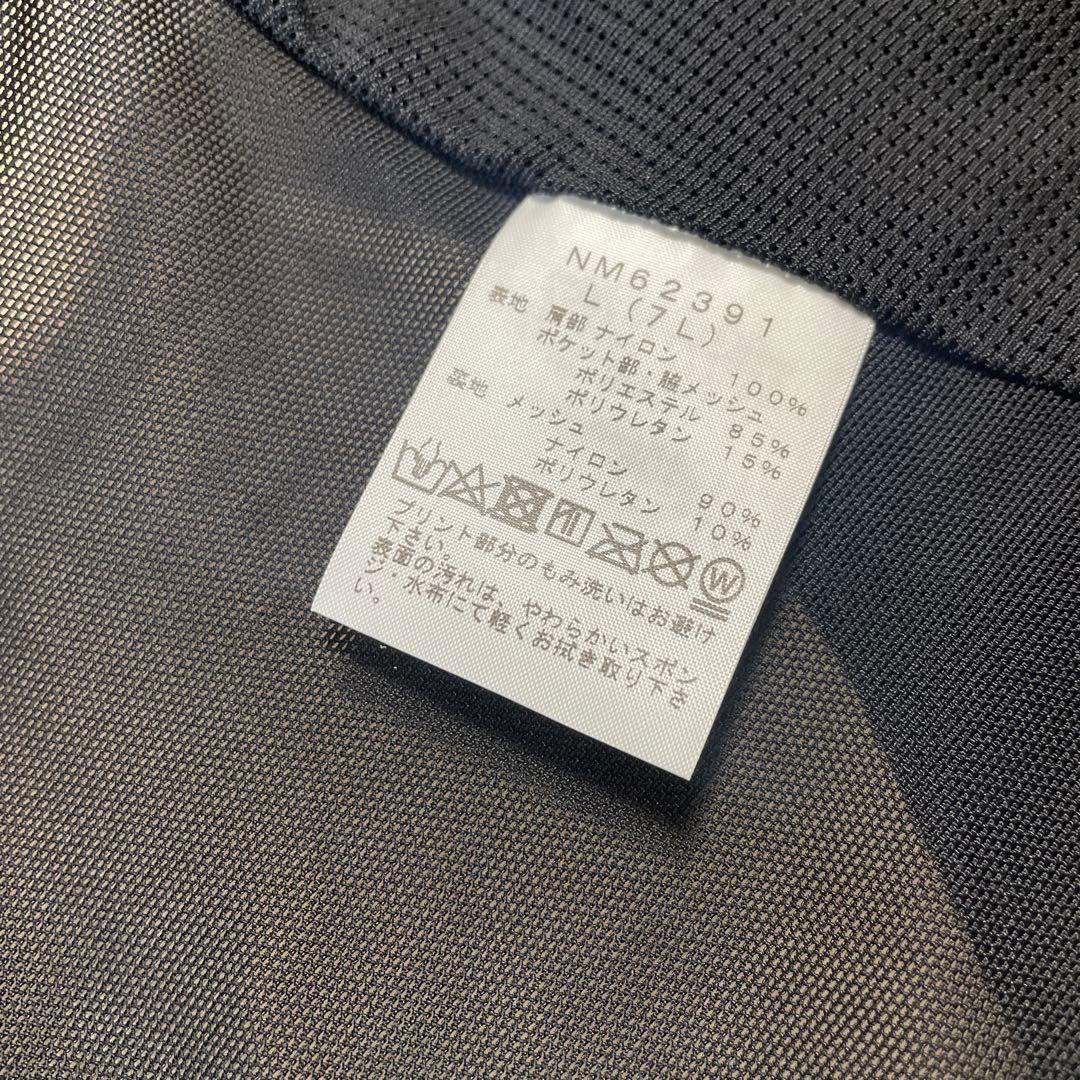 NM62391
L (7L)
表地 肩部 ナイロン 100%
ポケット部・脇メッシュ
ポリエステル 85%
ポリウレタン 15%
表地 メッシュ
ナイロン 90%
ポリウレタン 10%
W
プリント部分のもみ洗いはお避け
下さい。
表面の汚れは、やわらかいスポン
ジ・水布にて軽くお拭き取り下さ
い。